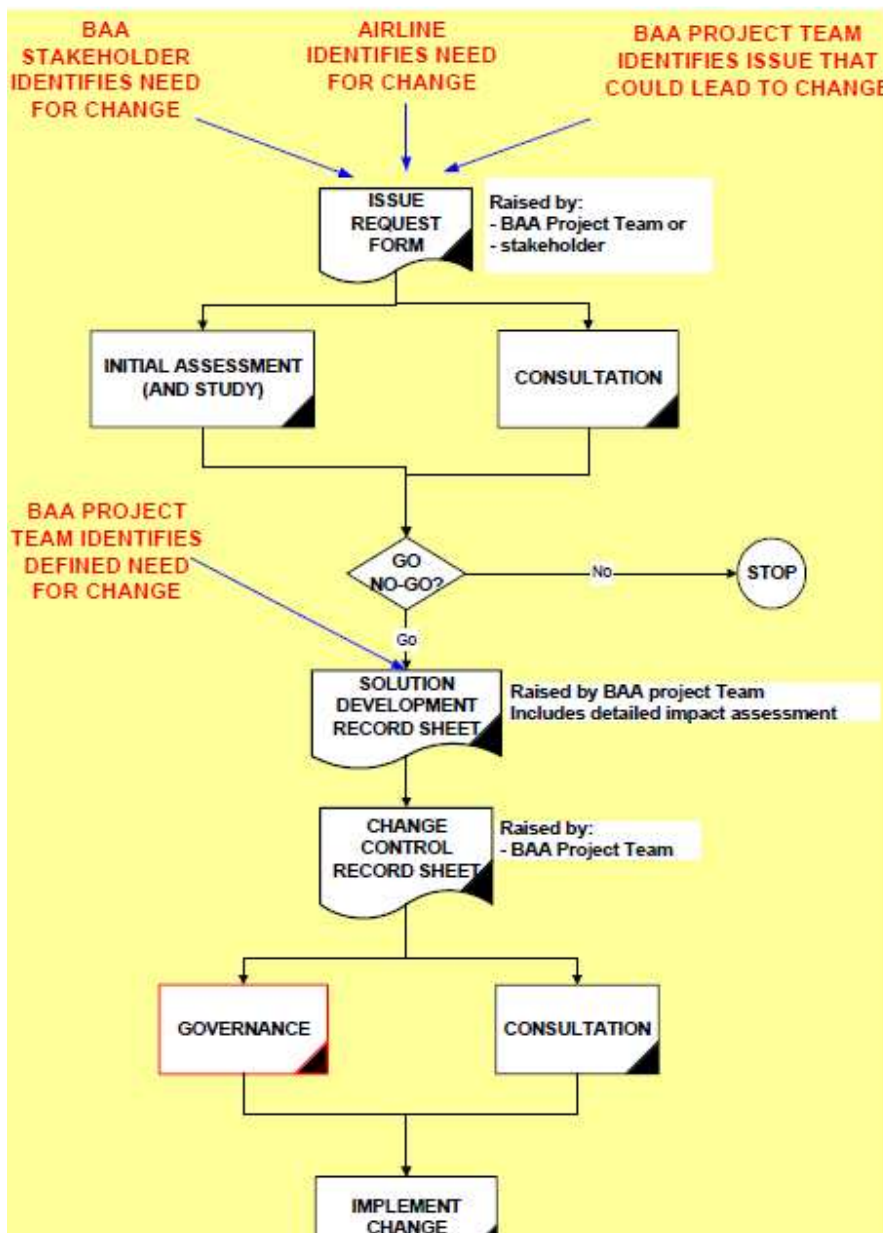 BAA
STAKEHOLDER
IDENTIFIES NEED
FOR CHANGE
AIRLINE
IDENTIFIES NEED
FOR CHANGE
BAA PROJECT TEAM
IDENTIFIES ISSUE THAT
COULD LEAD TO CHANGE
ISSUE
REQUEST
FORM
Raised by:
- BAA Project Team or
- stakeholder
INITIAL ASSESSMENT
(AND STUDY)
CONSULTATION
BAA PROJECT
TEAM IDENTIFIES
DEFINED NEED
FOR CHANGE
GO
NO-GO?
No
STOP
Go
SOLUTION
DEVELOPMENT
RECORD SHEET
Raised by BAA project Team
Includes detailed impact assessment
CHANGE
CONTROL
RECORD SHEET
Raised by:
- BAA Project Team
GOVERNANCE
CONSULTATION
IMPLEMENT
CHANGE